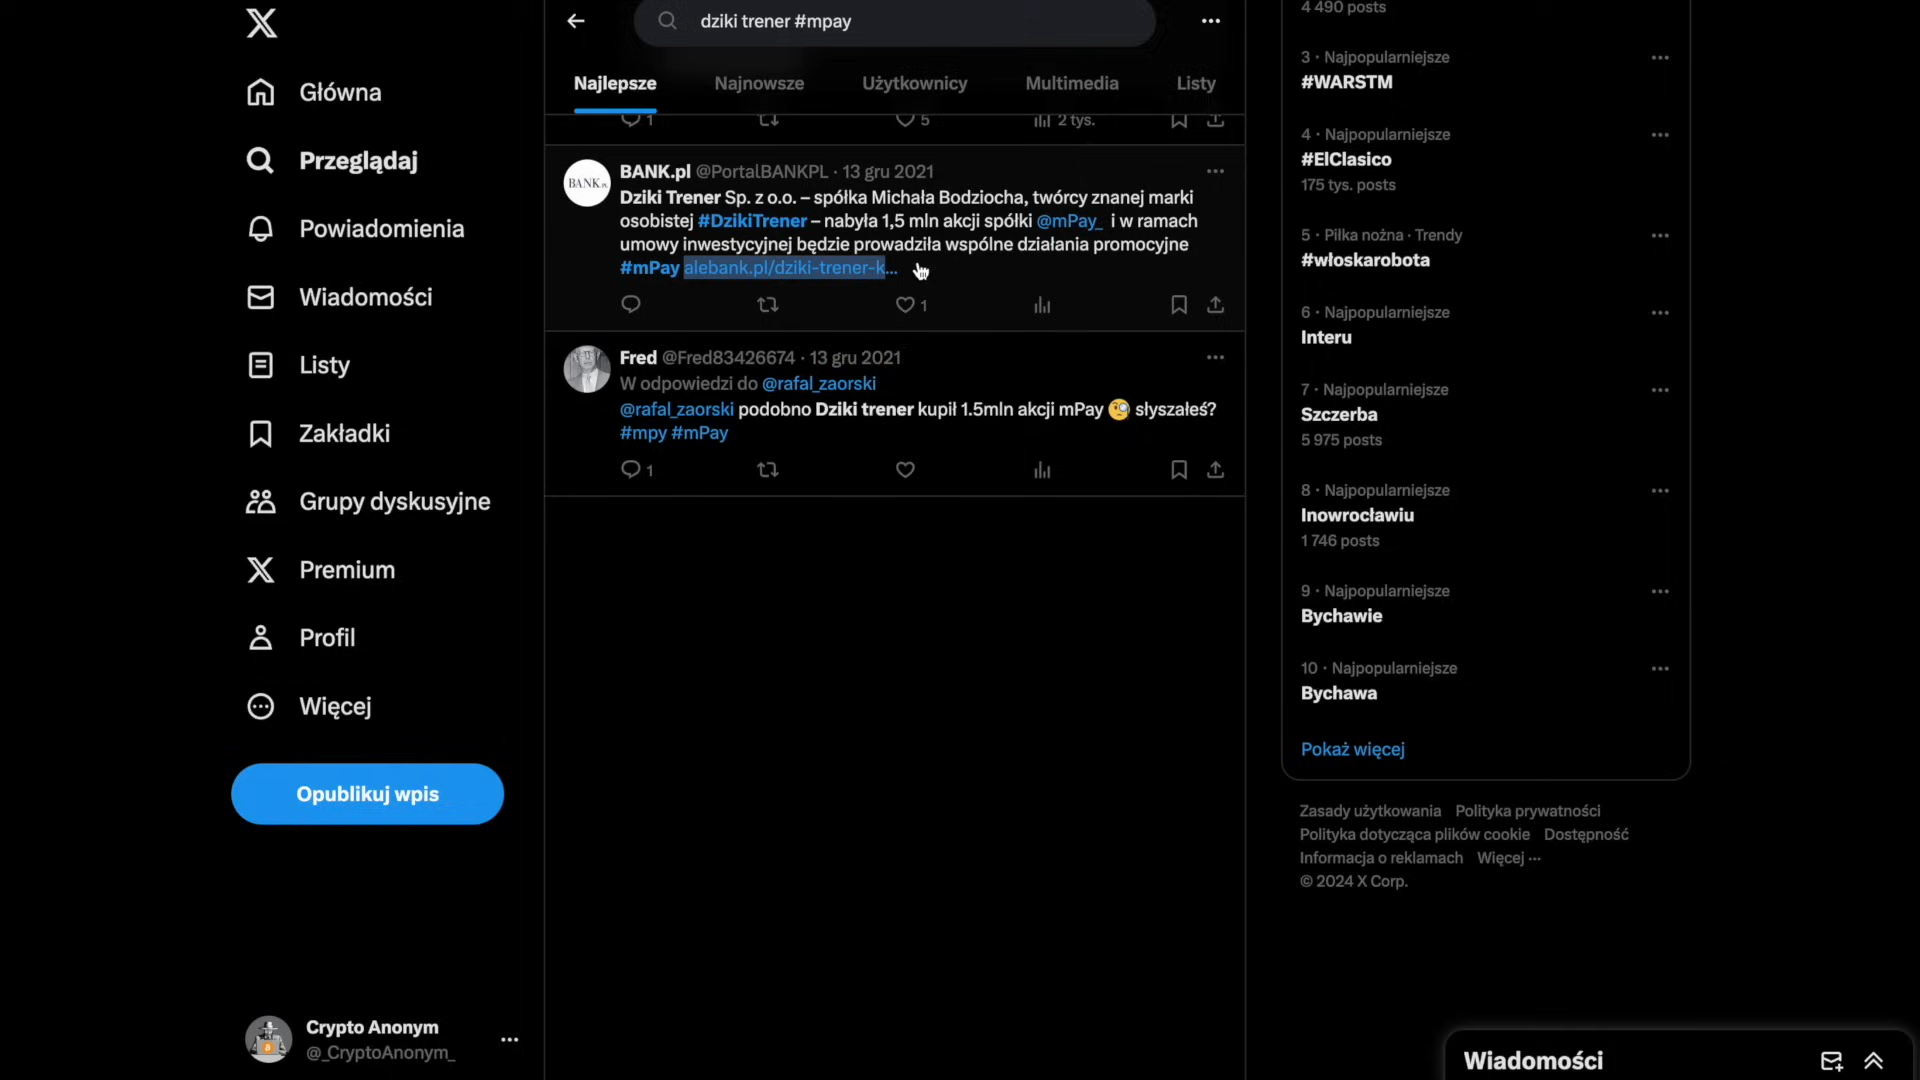 Główna
Przeglądaj
Powiadomienia
Wiadomości
Listy
Zakładki
Grupy dyskusyjne
Premium
Profil
Więcej
Opublikuj wpis
Crypto Anonym
@_CryptoAnonym_
dziki trener #mpay
Najlepsze Najnowsze Użytkownicy Multimedia Listy
1 5 2 tys.
BANK.pl
BANK.pl @PortalBANKPL · 13 gru 2021
Dziki Trener Sp. z o.o. – spółka Michała Bodziocha, twórcy znanej marki
osobistej #DzikiTrener – nabyła 1,5 mln akcji spółki @mPay_ i w ramach
umowy inwestycyjnej będzie prowadziła wspólne działania promocyjne
#mPay alebank.pl/dziki-trener-k...
1
Fred @Fred83426674 · 13 gru 2021
W odpowiedzi do @rafal_zaorski
@rafal_zaorski podobno Dziki trener kupił 1.5mln akcji mPay 🧐 słyszałeś?
#mpy #mPay
1
4 490 posts
3 · Najpopularniejsze
#WARSTM
4 · Najpopularniejsze
#ElClasico
175 tys. posts
5 · Piłka nożna · Trendy
#włoskarobota
6 · Najpopularniejsze
Interu
7 · Najpopularniejsze
Szczerba
5 975 posts
8 · Najpopularniejsze
Inowrocławiu
1 746 posts
9 · Najpopularniejsze
Bychawie
10 · Najpopularniejsze
Bychawa
Pokaż więcej
Zasady użytkowania Polityka prywatności
Polityka dotycząca plików cookie Dostępność
Informacja o reklamach Więcej ···
© 2024 X Corp.
Wiadomości